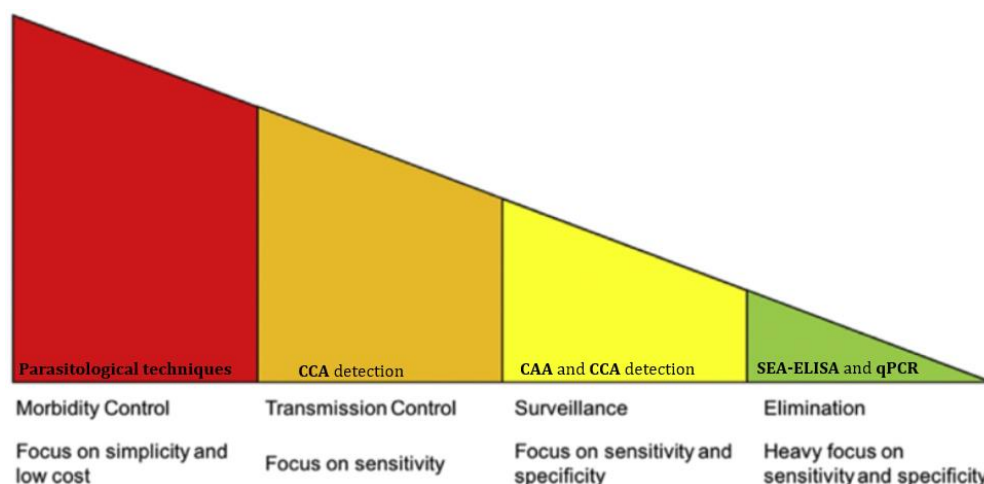 Parasitological techniques
CCA detection
CAA and CCA detection
SEA-ELISA and qPCR
Morbidity Control
Transmission Control
Surveillance
Elimination
Focus on simplicity and
low cost
Focus on sensitivity
Focus on sensitivity and
specificity
Heavy focus on
sensitivity and specificity